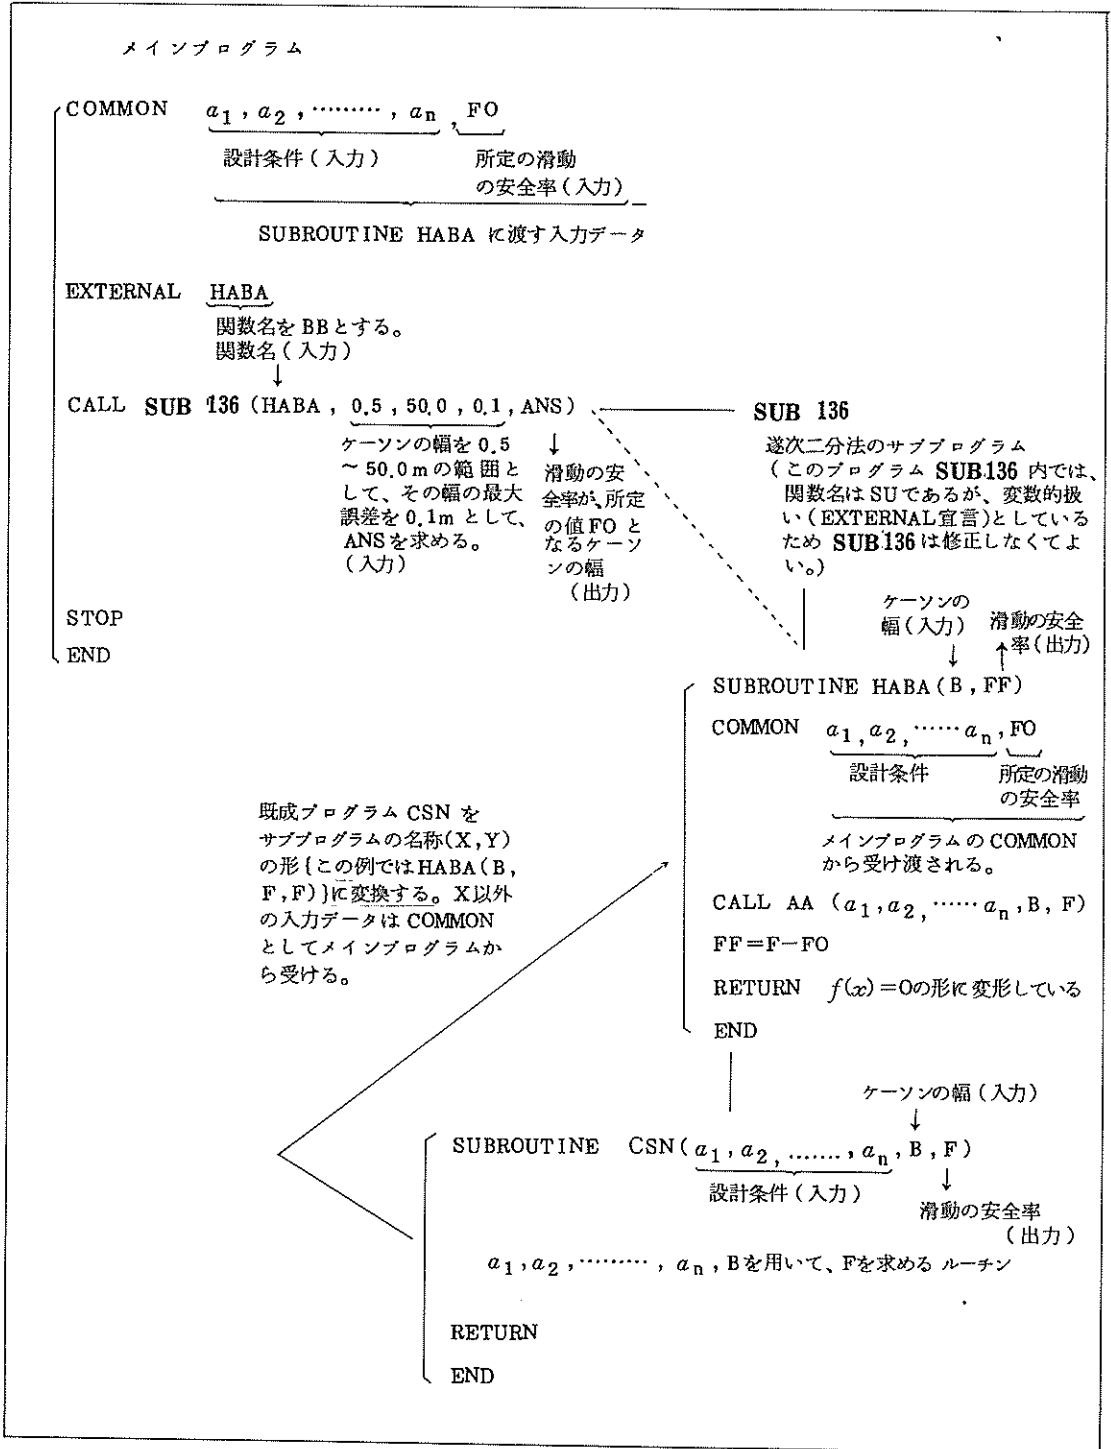 メインプログラム
COMMON a1 , a2 , ……… , an , FO
設計条件（入力） 所定の滑動
の安全率（入力）
SUBROUTINE HABA に渡す入力データ
EXTERNAL HABA
関数名を BBとする。
関数名（入力）
↓
CALL SUB 136 (HABA , 0.5 , 50.0 , 0.1 , ANS)
ケーソンの幅を 0.5
～ 50.0 m の範囲と
して、その幅の最大
誤差を 0.1m として、
ANSを求める。
（入力）
↓
滑動の安
全率が、所定
の値 FO と
なるケーソ
ンの幅
（出力）
STOP
END
SUB 136
逐次二分法のサブプログラム
（このプログラム SUB 136 内では、
関数名は SUであるが、変数的扱
い（EXTERNAL宣言）としている
ため SUB 136 は修正しなくてよ
い。）
ケーソンの
幅（入力）
↓
滑動の安全
率（出力）
↑
SUBROUTINE HABA(B , FF)
COMMON a1 , a2 , …… an , FO
設計条件 所定の滑動
の安全率
メインプログラムの COMMON
から受け渡される。
CALL AA (a1 , a2 , …… an , B , F)
FF=F−FO
RETURN f(x) =0の形に変形している
END
既成プログラム CSN を
サブプログラムの名称(X,Y)
の形 {この例では HABA(B,
F,F)}に変換する。X以外
の入力データは COMMON
としてメインプログラムか
ら受ける。
ケーソンの幅（入力）
↓
SUBROUTINE CSN(a1 , a2 , ……. , an , B , F)
設計条件（入力）
↓
滑動の安全率
（出力）
a1 , a2 , ……… , an , Bを用いて、Fを求める ルーチン
RETURN
END